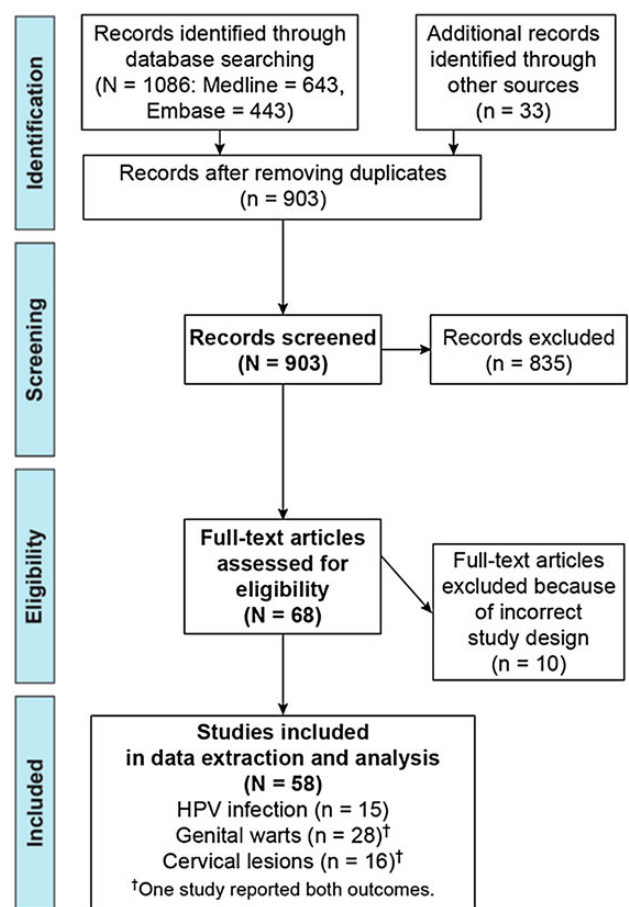 Identification
Records identified through
database searching
(N = 1086: Medline = 643,
Embase = 443)
Additional records
identified through
other sources
(n = 33)
Records after removing duplicates
(n = 903)
Screening
Records screened
(N = 903)
Records excluded
(n = 835)
Eligibility
Full-text articles
assessed for
eligibility
(N = 68)
Full-text articles
excluded because
of incorrect
study design
(n = 10)
Included
Studies included
in data extraction and analysis
(N = 58)
HPV infection (n = 15)
Genital warts (n = 28)†
Cervical lesions (n = 16)†
†One study reported both outcomes.